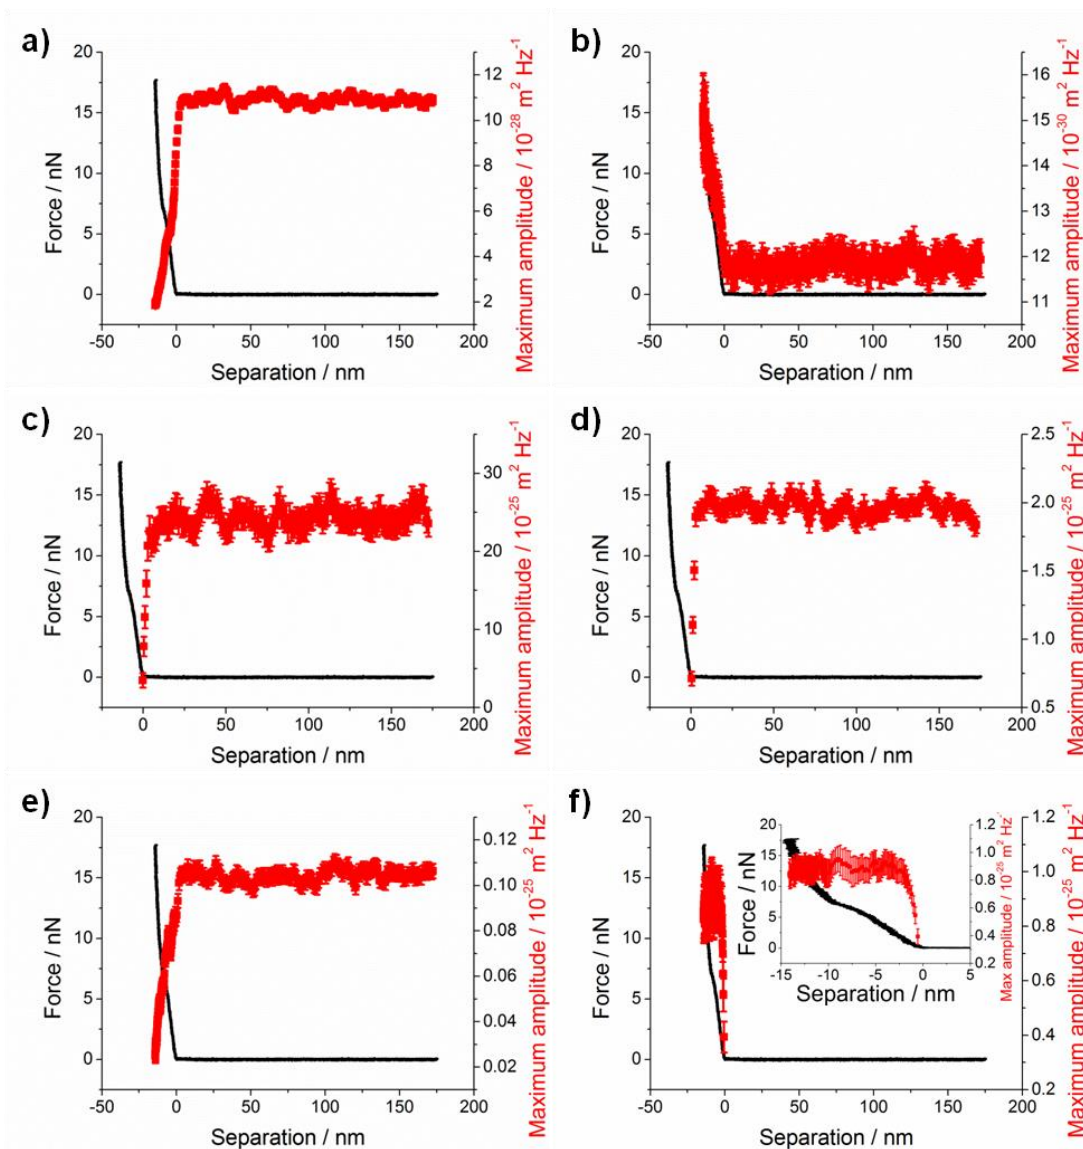 a)
20
15
10
5
0
Force / nN
12
10
8
6
4
2
Maximum amplitude / 10⁻²⁸ m² Hz⁻¹
-50 0 50 100 150 200
Separation / nm
b)
20
15
10
5
0
Force / nN
16
15
14
13
12
11
Maximum amplitude / 10⁻³⁰ m² Hz⁻¹
-50 0 50 100 150 200
Separation / nm
c)
20
15
10
5
0
Force / nN
30
20
10
0
Maximum amplitude / 10⁻²⁵ m² Hz⁻¹
0 50 100 150 200
Separation / nm
d)
20
15
10
5
0
Force / nN
2.5
2.0
1.5
1.0
0.5
Maximum amplitude / 10⁻²⁵ m² Hz⁻¹
0 50 100 150 200
Separation / nm
e)
20
15
10
5
0
Force / nN
0.12
0.10
0.08
0.06
0.04
0.02
Maximum amplitude / 10⁻²⁵ m² Hz⁻¹
-50 0 50 100 150 200
Separation / nm
f)
20
15
10
5
0
Force / nN
1.2
1.0
0.8
0.6
0.4
0.2
Maximum amplitude / 10⁻²⁵ m² Hz⁻¹
-50 0 50 100 150 200
Separation / nm
20
15
10
5
0
Force / nN
1.2
1.0
0.8
0.6
0.4
0.2
Max amplitude / 10⁻²⁵ m² Hz⁻¹
-15 -10 -5 0 5
Separation / nm